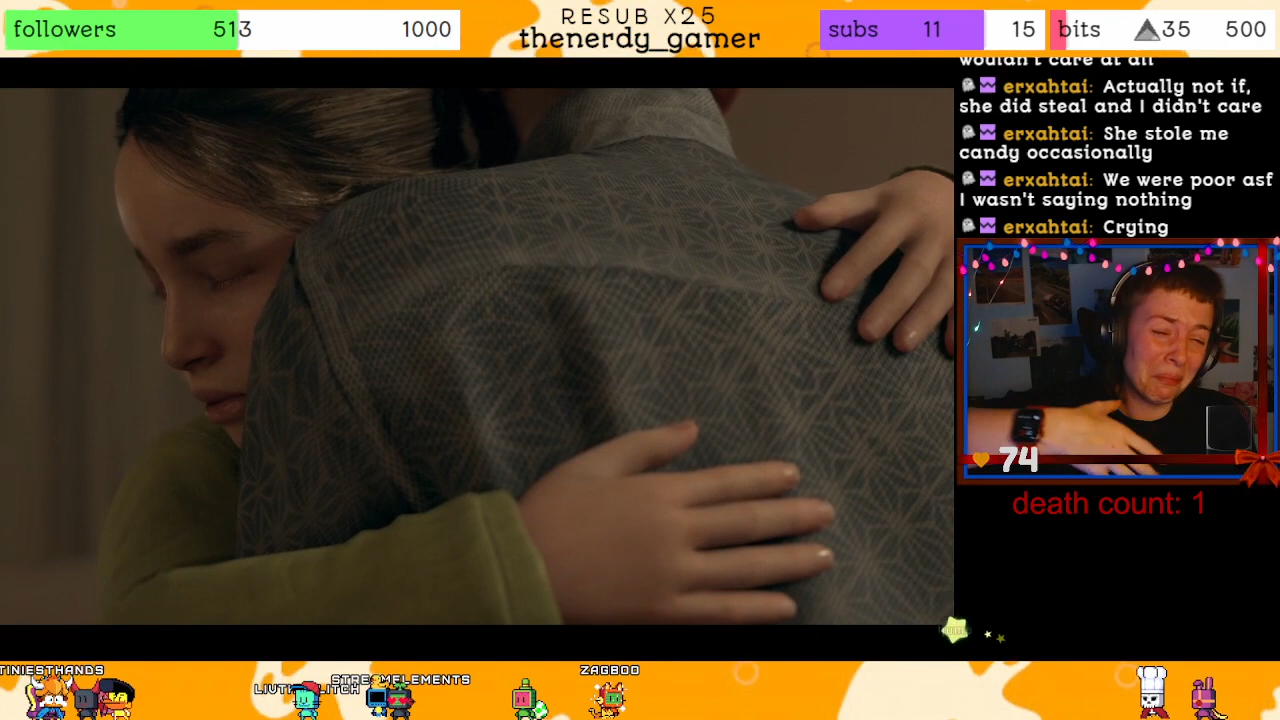 followers 513 1000
RESUB X25
thenerdy_gamer
subs 11 15
bits 35 500
wouldn't care at all
erxahtai: Actually not if,
she did steal and I didn't care
erxahtai: She stole me
candy occasionally
erxahtai: We were poor asf
I wasn't saying nothing
erxahtai: Crying
74
death count: 1
TINIESTHANDS
STREAMELEMENTS
ZAGBOO